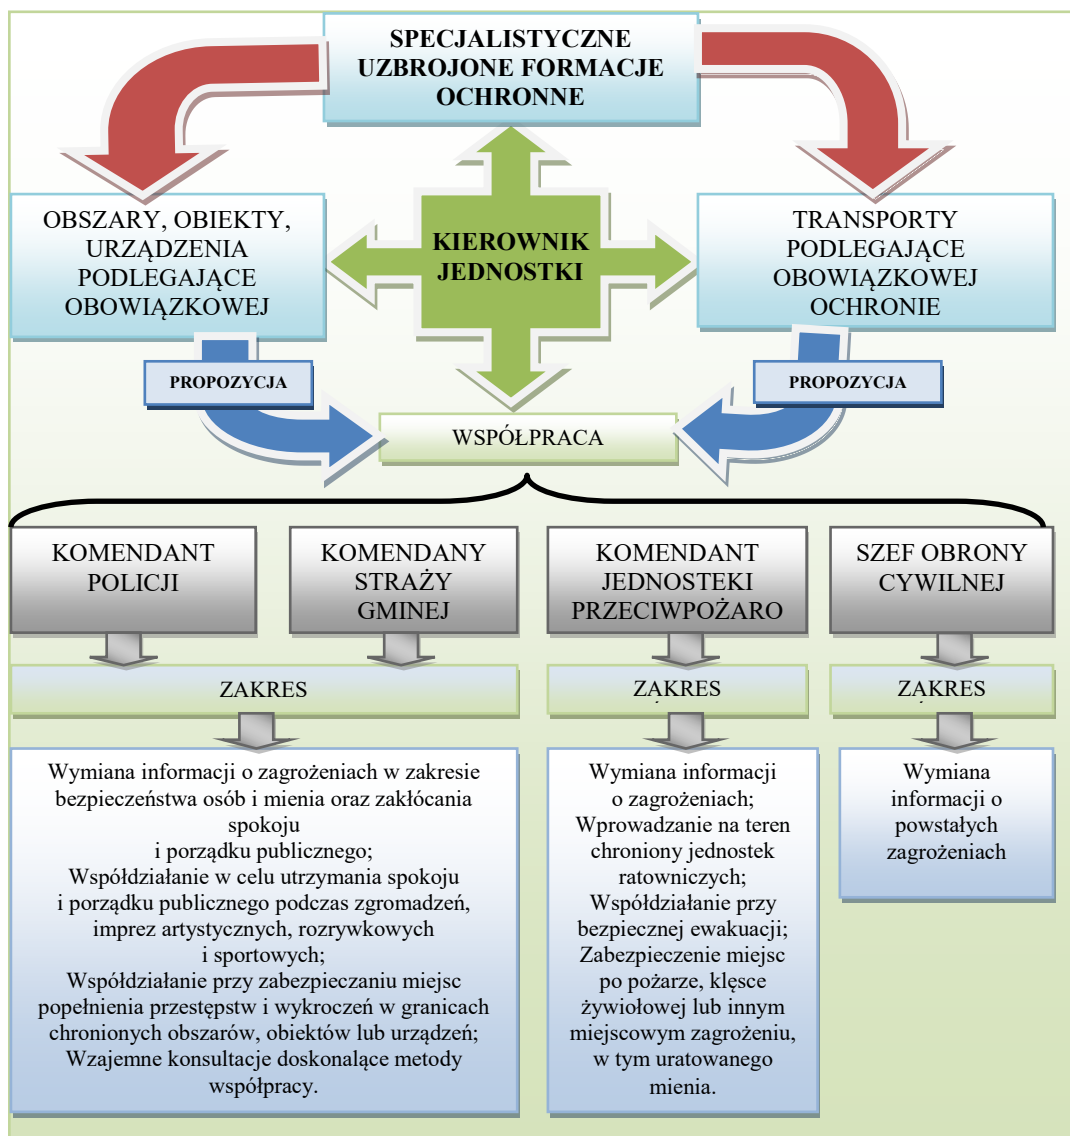 SPECJALISTYCZNE
UZBROJONE FORMACJE
OCHRONNE
OBSZARY, OBIEKTY,
URZĄDZENIA
PODLEGAJĄCE
OBOWIĄZKOWEJ
KIEROWNIK
JEDNOSTKI
TRANSPORTY
PODLEGAJĄCE
OBOWIĄZKOWEJ
OCHRONIE
PROPOZYCJA
PROPOZYCJA
WSPÓŁPRACA
KOMENDANT
POLICJI
KOMENDANY
STRAŻY
GMINEJ
KOMENDANT
JEDNOSTEKI
PRZECIWPOŻARO
SZEF OBRONY
CYWILNEJ
ZAKRES
ZAKRES
ZAKRES
Wymiana informacji o zagrożeniach w zakresie
bezpieczeństwa osób i mienia oraz zakłócania
spokoju
i porządku publicznego;
Współdziałanie w celu utrzymania spokoju
i porządku publicznego podczas zgromadzeń,
imprez artystycznych, rozrywkowych
i sportowych;
Współdziałanie przy zabezpieczaniu miejsc
popełnienia przestępstw i wykroczeń w granicach
chronionych obszarów, obiektów lub urządzeń;
Wzajemne konsultacje doskonalące metody
współpracy.
Wymiana informacji
o zagrożeniach;
Wprowadzanie na teren
chroniony jednostek
ratowniczych;
Współdziałanie przy
bezpiecznej ewakuacji;
Zabezpieczenie miejsc
po pożarze, klęsce
żywiołowej lub innym
miejscowym zagrożeniu,
w tym uratowanego
mienia.
Wymiana
informacji o
powstałych
zagrożeniach